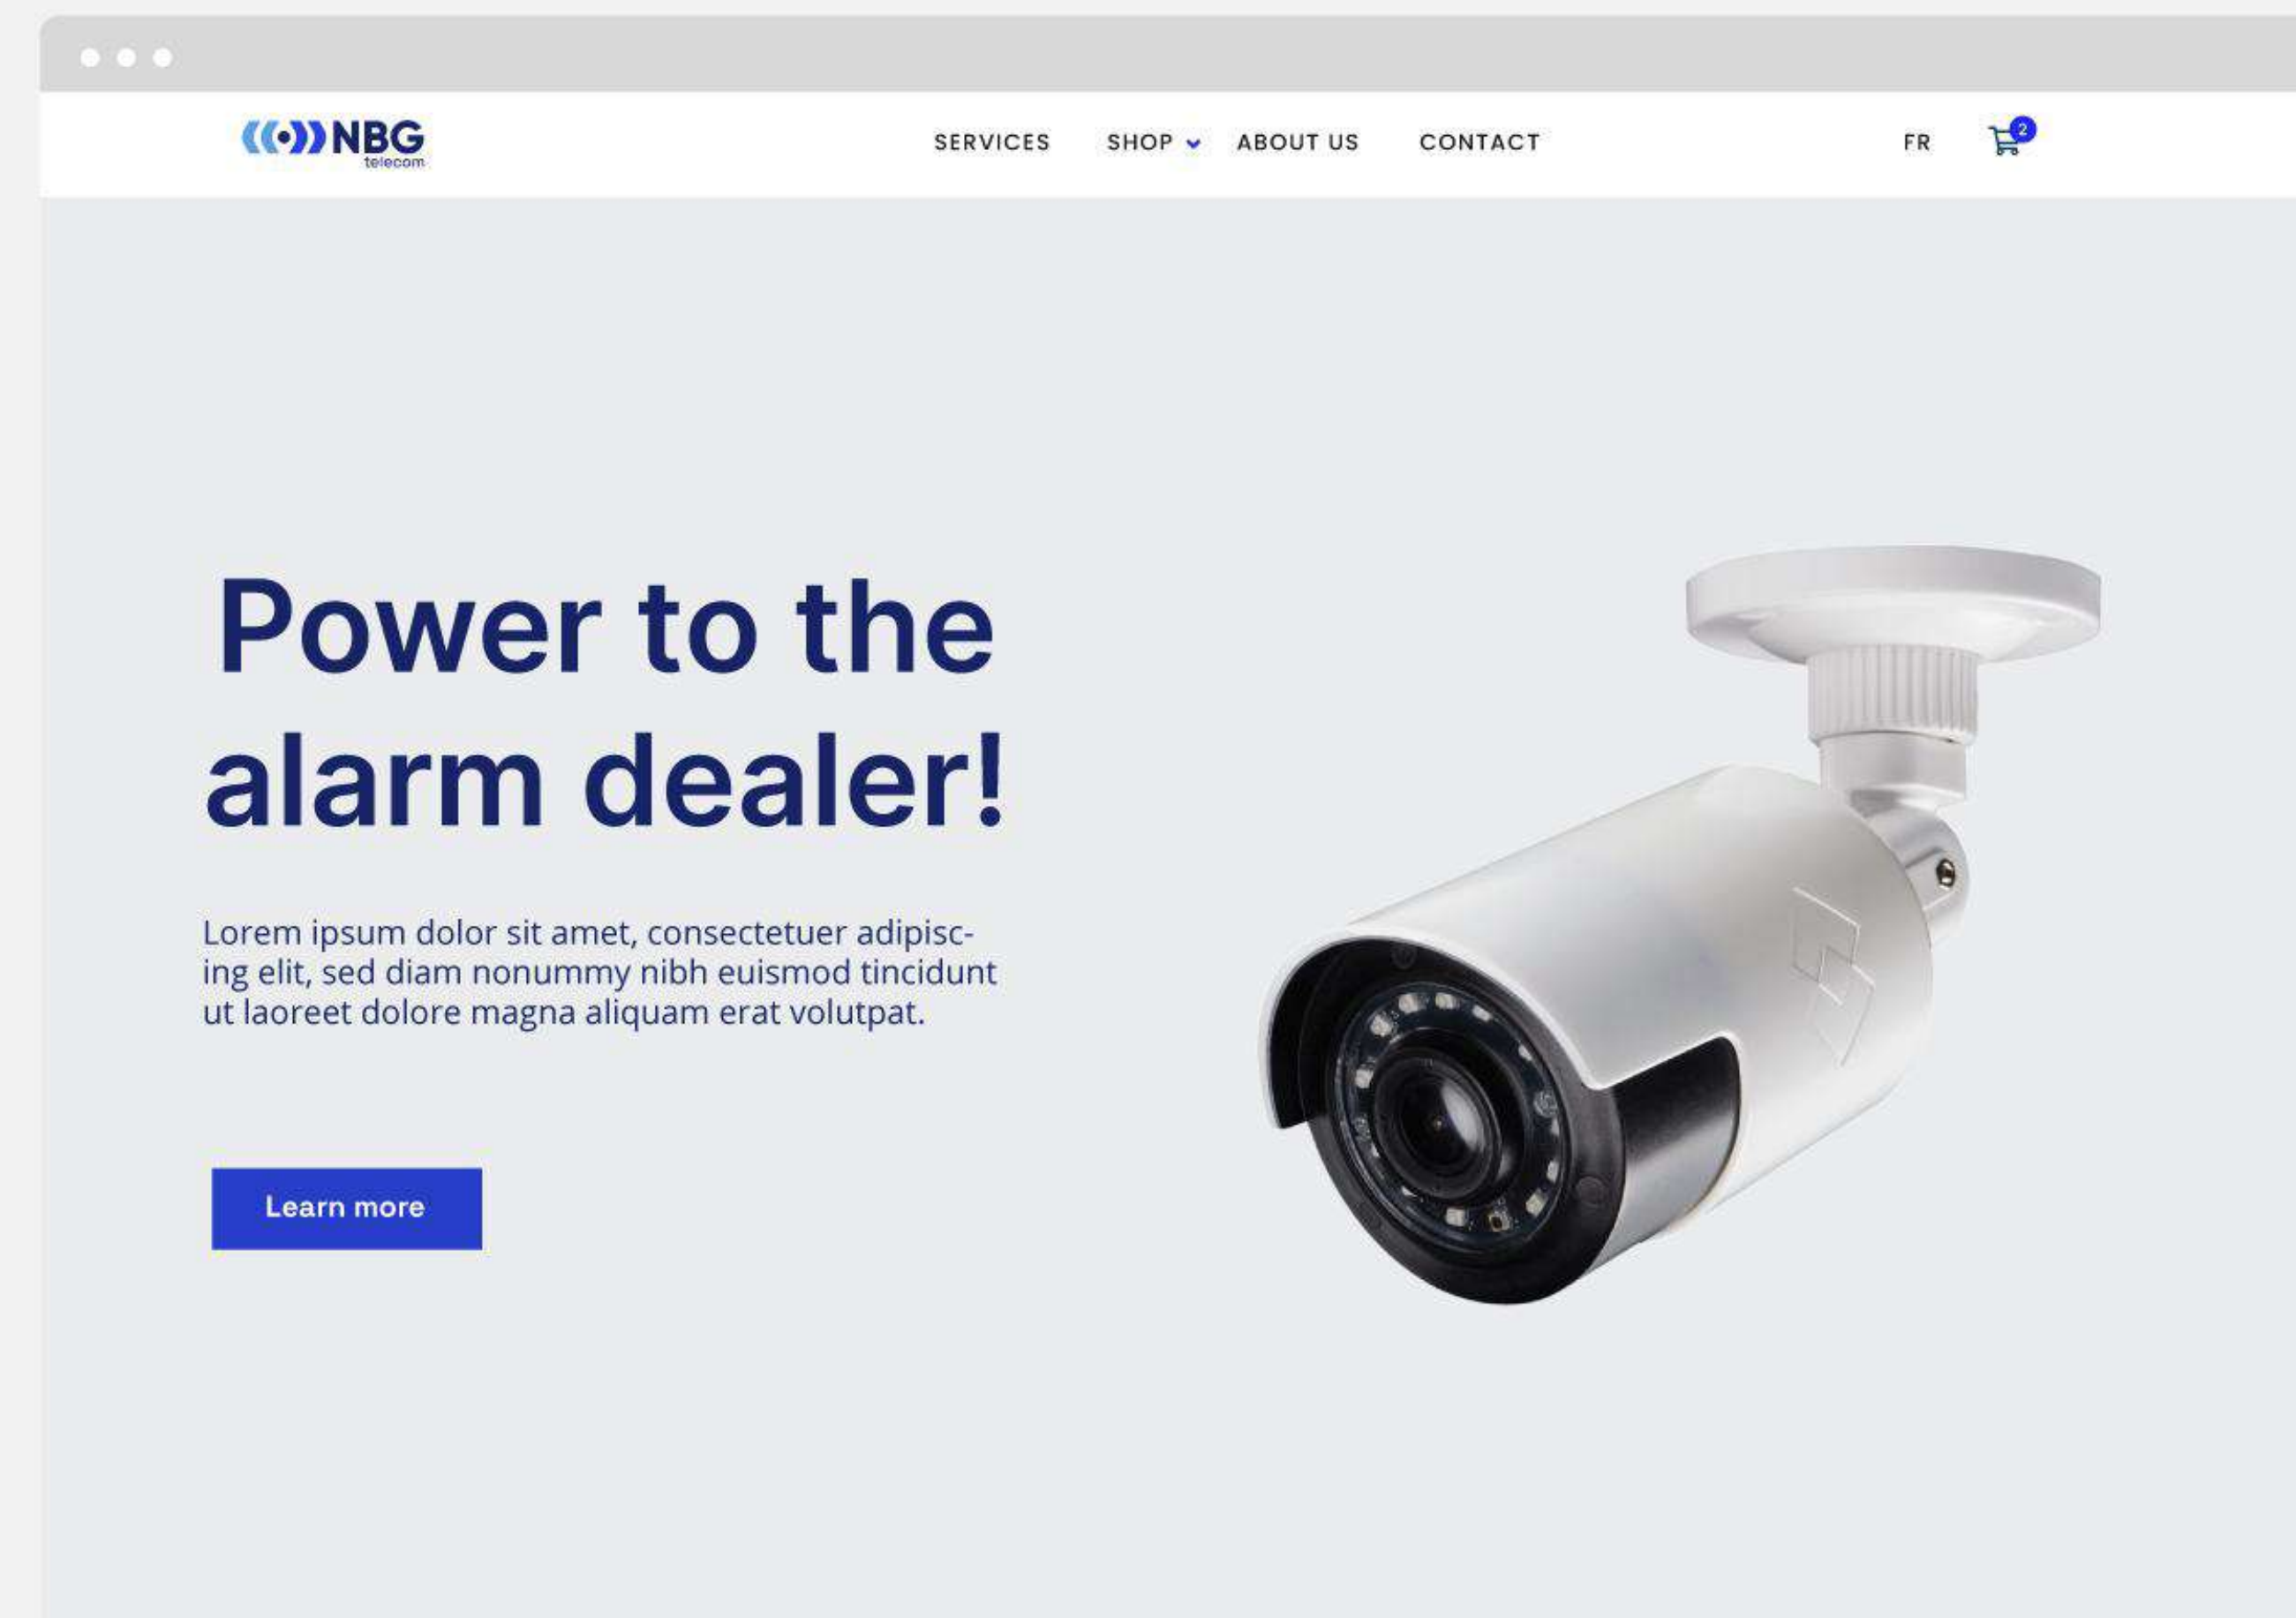 NBG
telecom
SERVICES SHOP ABOUT US CONTACT FR 2
Power to the
alarm dealer!
Lorem ipsum dolor sit amet, consectetuer adipisc-
ing elit, sed diam nonummy nibh euismod tincidunt
ut laoreet dolore magna aliquam erat volutpat.
Learn more